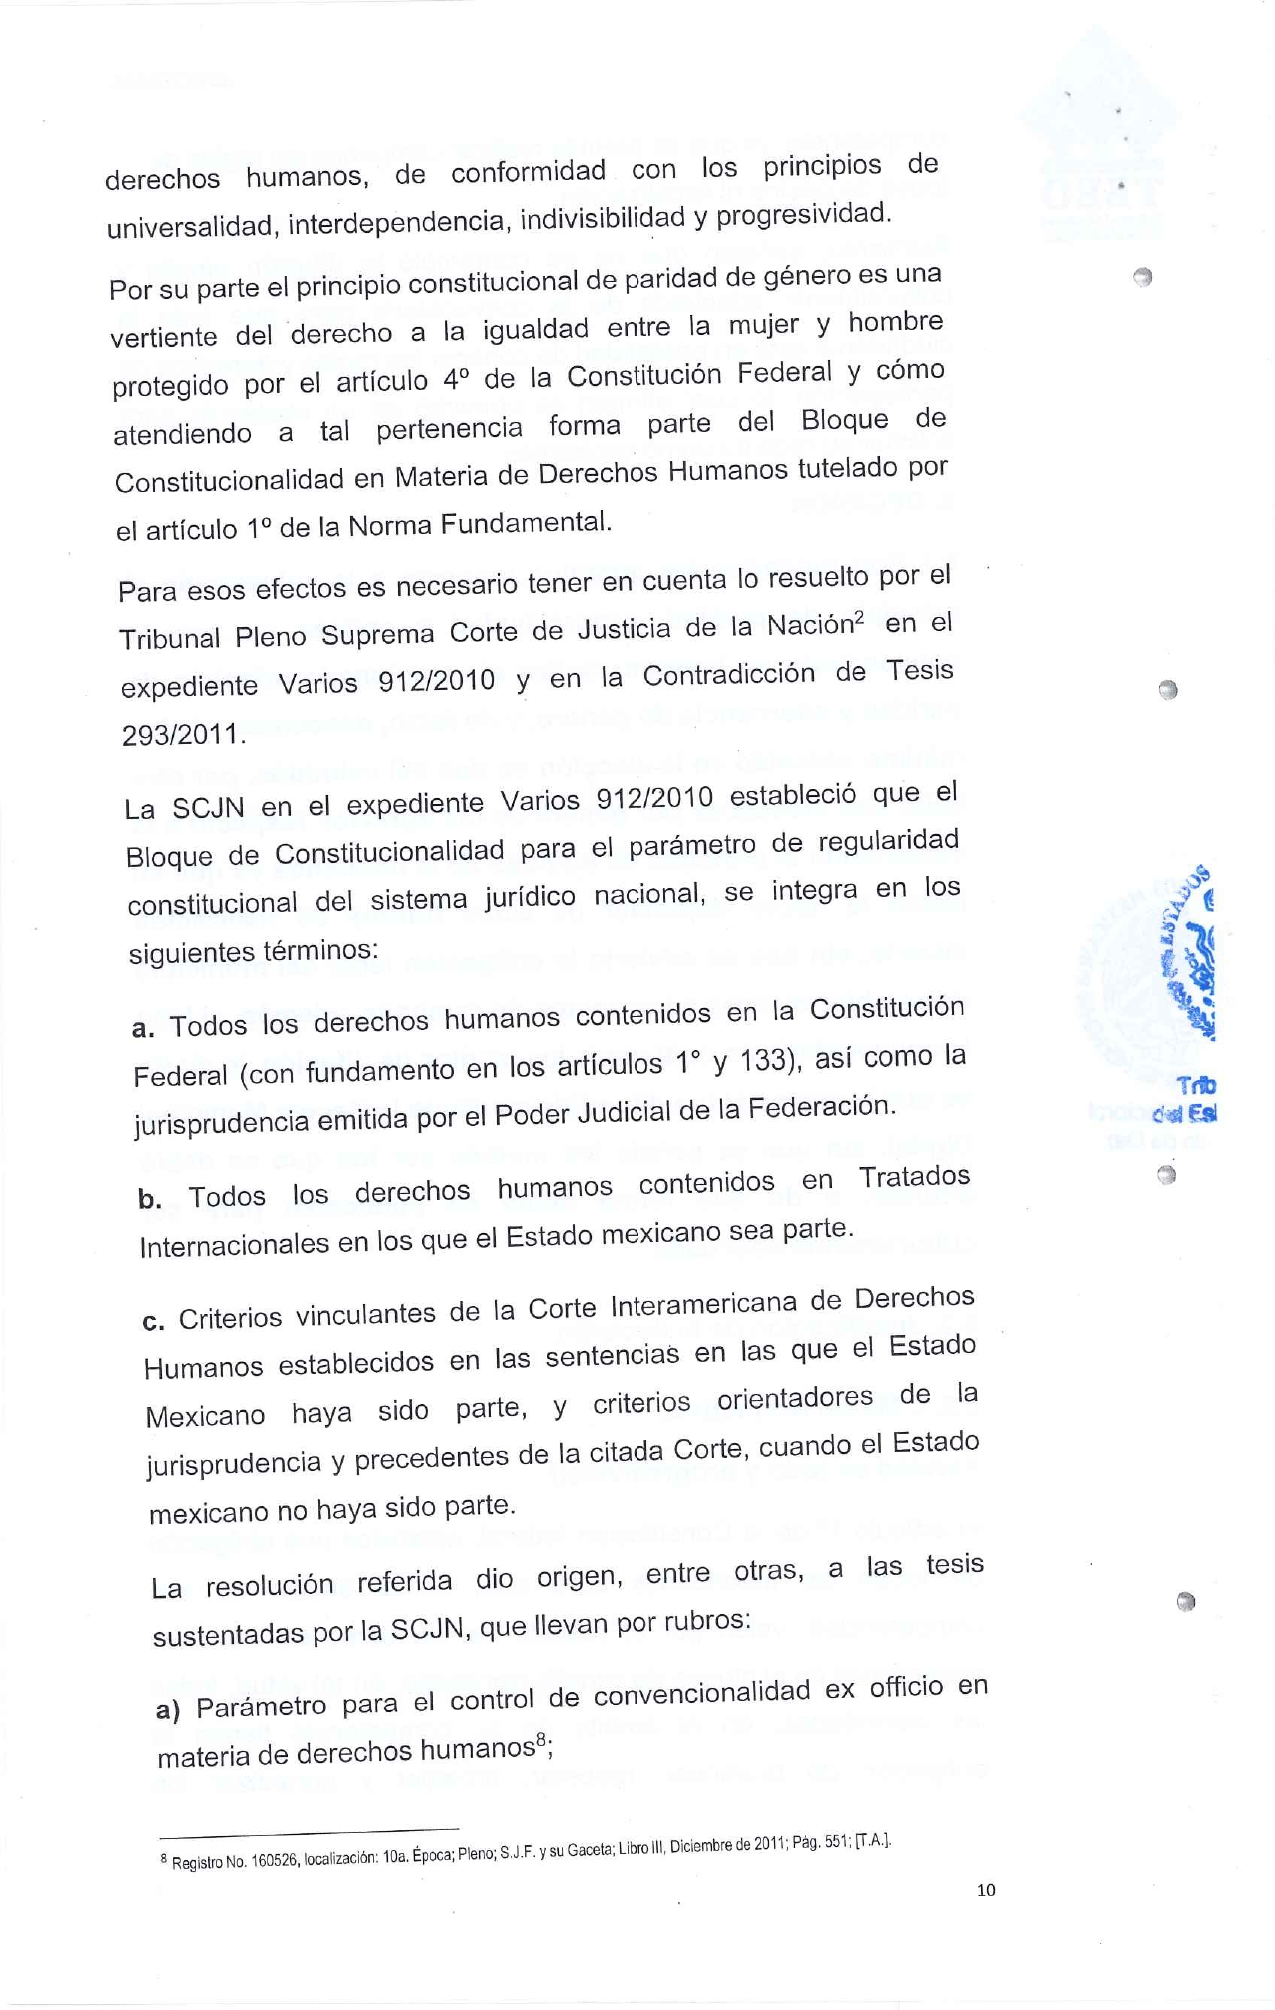 derechos humanos, de conformidad con los principios de
universalidad, interdependencia, indivisibilidad y progresividad.
Por su parte el principio constitucional de paridad de género es una
vertiente del derecho a la igualdad entre la mujer y hombre
protegido por el artículo 4º de la Constitución Federal y cómo
atendiendo a tal pertenencia forma parte del Bloque de
Constitucionalidad en Materia de Derechos Humanos tutelado por
el artículo 1º de la Norma Fundamental.
Para esos efectos es necesario tener en cuenta lo resuelto por el
Tribunal Pleno Suprema Corte de Justicia de la Nación² en el
expediente Varios 912/2010 y en la Contradicción de Tesis
293/2011.
La SCJN en el expediente Varios 912/2010 estableció que el
Bloque de Constitucionalidad para el parámetro de regularidad
constitucional del sistema jurídico nacional, se integra en los
siguientes términos:
a. Todos los derechos humanos contenidos en la Constitución
Federal (con fundamento en los artículos 1° y 133), así como la
jurisprudencia emitida por el Poder Judicial de la Federación.
b. Todos los derechos humanos contenidos en Tratados
Internacionales en los que el Estado mexicano sea parte.
c. Criterios vinculantes de la Corte Interamericana de Derechos
Humanos establecidos en las sentencias en las que el Estado
Mexicano haya sido parte, y criterios orientadores de la
jurisprudencia y precedentes de la citada Corte, cuando el Estado
mexicano no haya sido parte.
La resolución referida dio origen, entre otras, a las tesis
sustentadas por la SCJN, que llevan por rubros:
a) Parámetro para el control de convencionalidad ex officio en
materia de derechos humanos⁸;
⁸ Registro No. 160526, localización: 10a. Época; Pleno; S.J.F. y su Gaceta; Libro III, Diciembre de 2011; Pág. 551; [T.A.].
10
ESTADOS
Trib
del Es